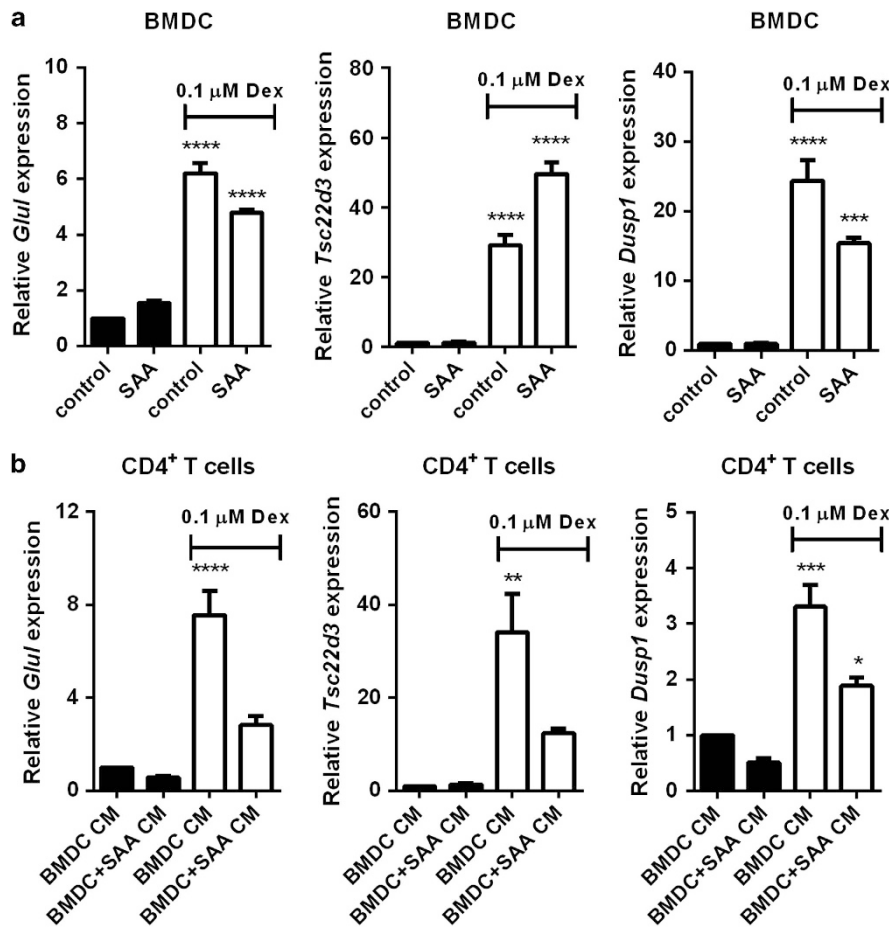 a
BMDC
BMDC
BMDC
Relative Glul expression
10
8
6
4
2
0
0.1 μM Dex
****
****
control
SAA
control
SAA
Relative Tsc22d3 expression
80
60
40
20
0
0.1 μM Dex
****
****
control
SAA
control
SAA
Relative Dusp1 expression
40
30
20
10
0
0.1 μM Dex
****
***
control
SAA
control
SAA
b
CD4+ T cells
CD4+ T cells
CD4+ T cells
Relative Glul expression
12
9
6
3
0
0.1 μM Dex
****
BMDC CM
BMDC+SAA CM
BMDC CM
BMDC+SAA CM
Relative Tsc22d3 expression
60
40
20
0
0.1 μM Dex
**
BMDC CM
BMDC+SAA CM
BMDC CM
BMDC+SAA CM
Relative Dusp1 expression
5
4
3
2
1
0
0.1 μM Dex
***
*
BMDC CM
BMDC+SAA CM
BMDC CM
BMDC+SAA CM